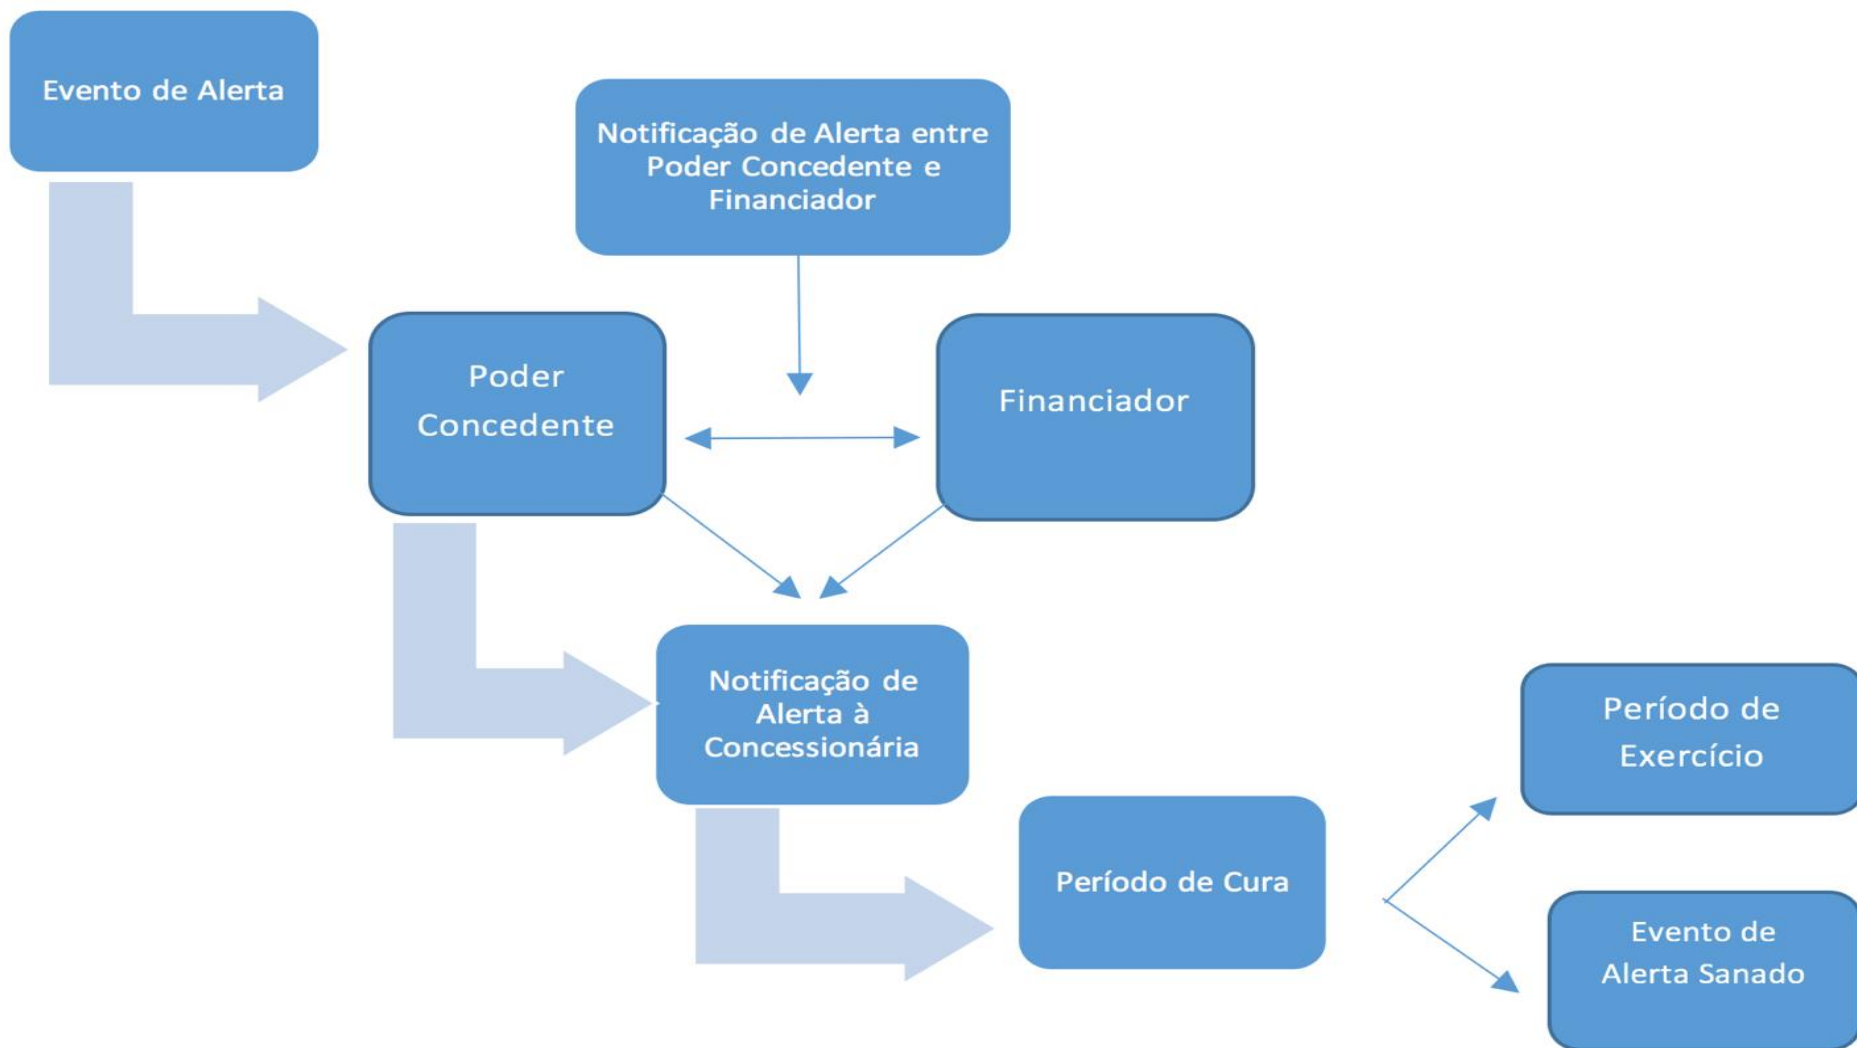 Evento de Alerta
Notificação de Alerta entre
Poder Concedente e
Financiador
Poder
Concedente
Financiador
Notificação de
Alerta à
Concessionária
Período de Cura
Período de
Exercício
Evento de
Alerta Sanado